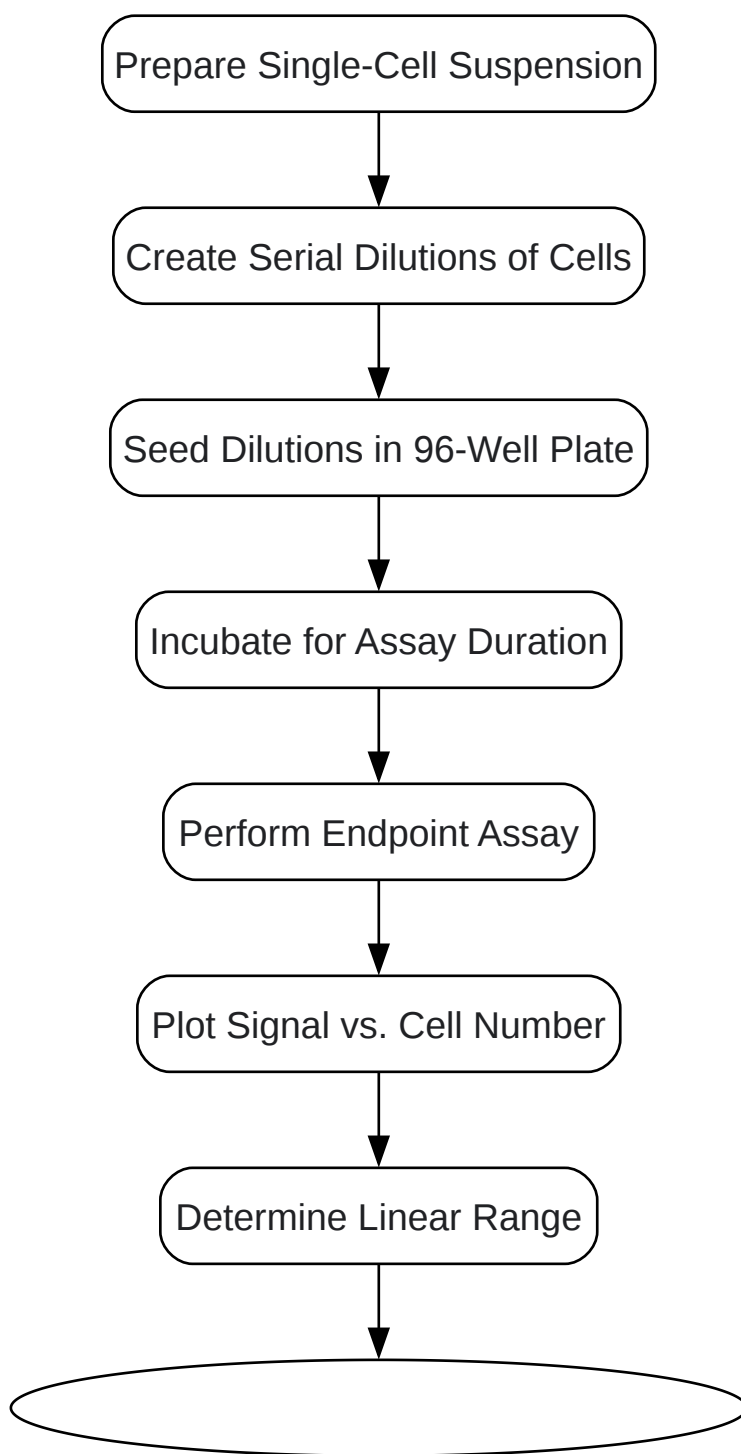 Prepare Single-Cell Suspension
Create Serial Dilutions of Cells
Seed Dilutions in 96-Well Plate
Incubate for Assay Duration
Perform Endpoint Assay
Plot Signal vs. Cell Number
Determine Linear Range